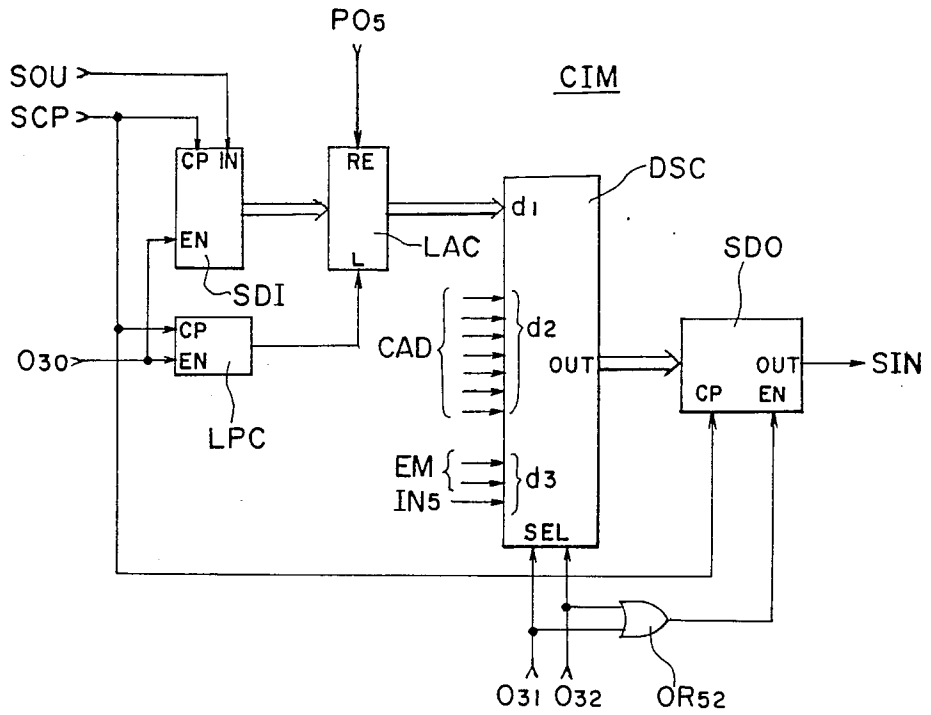 PO5
SOU
SCP
CIM
CP IN
RE
DSC
d1
EN
L
LAC
SDI
SDO
CP
EN
CAD
d2
OUT
O30
LPC
OUT
SIN
CP EN
EM
d3
IN5
SEL
O31 O32
OR52